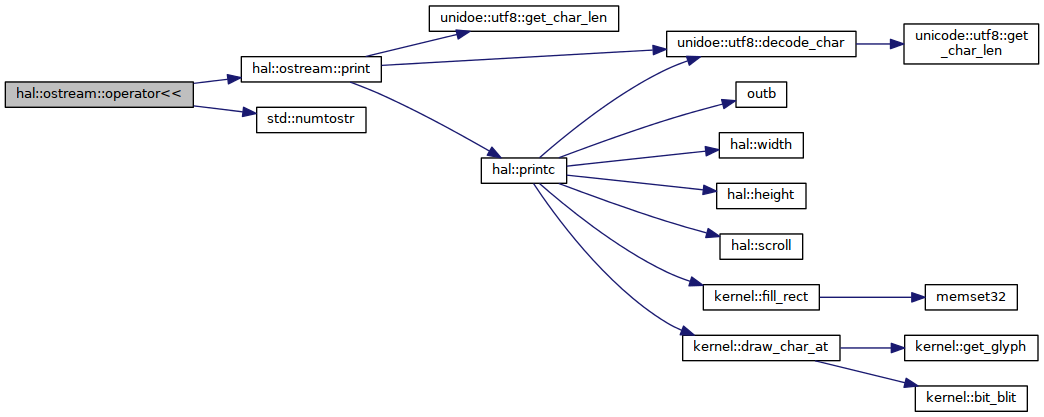 unidoe::utf8::get_char_len
unidoe::utf8::decode_char
unicode::utf8::get
_char_len
hal::ostream::print
hal::ostream::operator<<
outb
std::numtostr
hal::width
hal::printc
hal::height
hal::scroll
kernel::fill_rect
memset32
kernel::draw_char_at
kernel::get_glyph
kernel::bit_blit